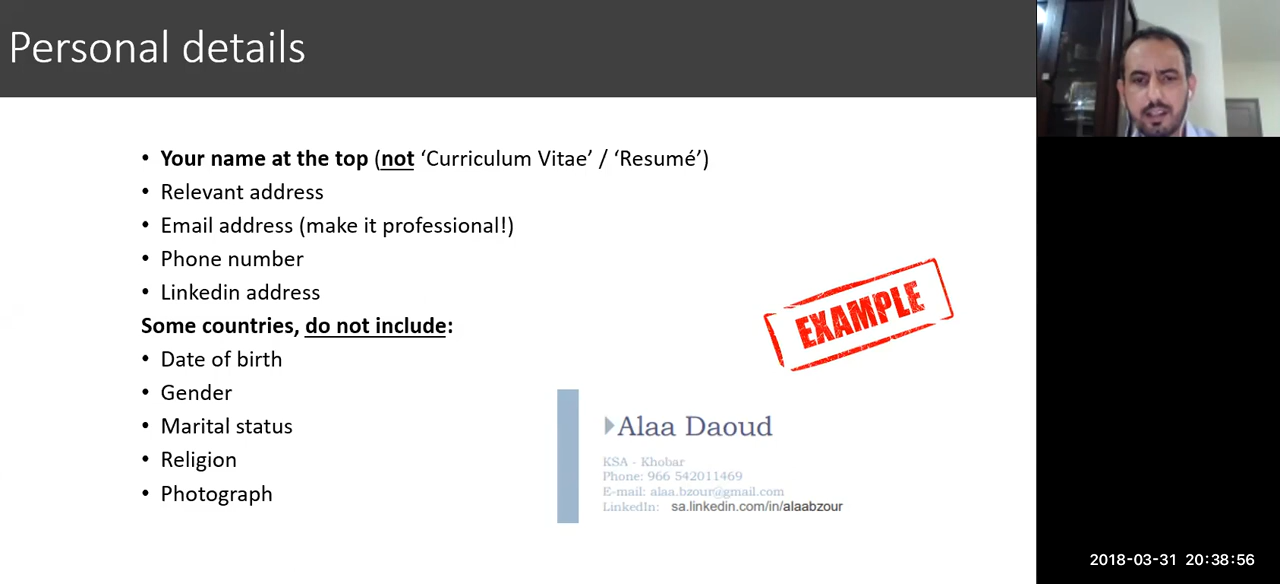 Personal details
• Your name at the top (not ‘Curriculum Vitae’ / ‘Resumé’)
• Relevant address
• Email address (make it professional!)
• Phone number
• Linkedin address
Some countries, do not include:
• Date of birth
• Gender
• Marital status
• Religion
• Photograph
EXAMPLE
Alaa Daoud
KSA - Khobar
Phone: 966 542011469
E-mail: alaa.bzour@gmail.com
LinkedIn: sa.linkedin.com/in/alaabzour
2018-03-31 20:38:56